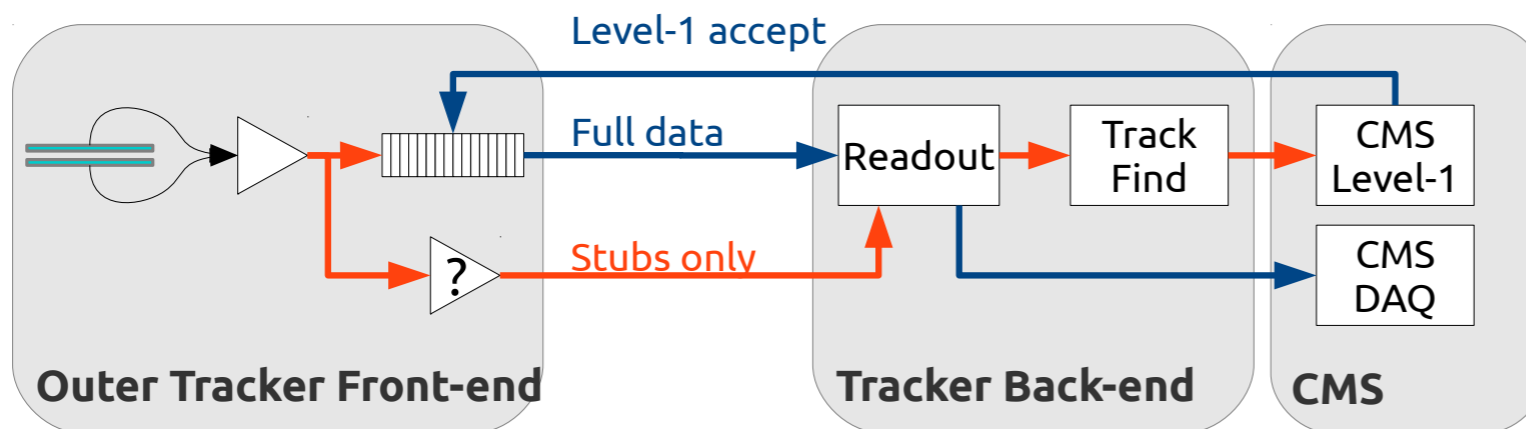 Level-1 accept
Full data
Readout
Track
Find
CMS
Level-1
?
Stubs only
CMS
DAQ
Outer Tracker Front-end
Tracker Back-end
CMS